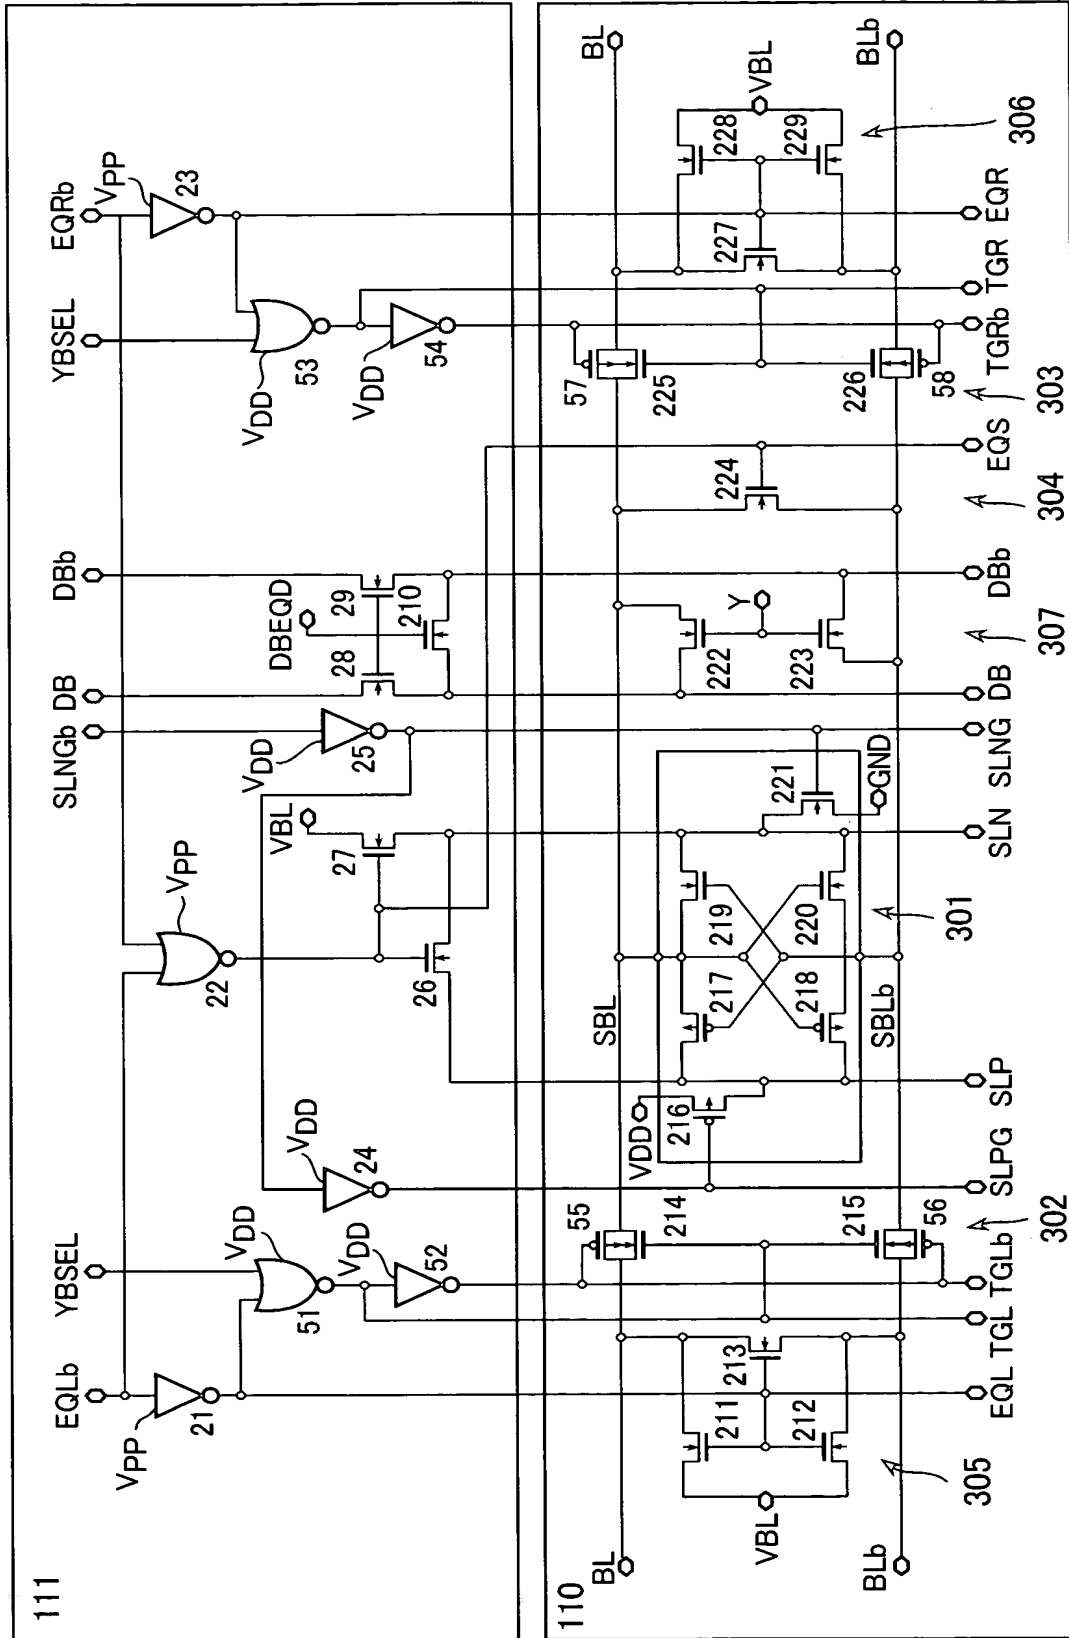 111
EQLb
YBSEL
SLNGb
DB
DBb
YBSEL
EQRb
VPP
21
51
VDD
VDD
52
VDD
24
VPP
22
26
27
VBL
VDD
25
28
29
DBEQD
210
VDD
53
VDD
54
VPP
23
110
BL
BLb
VBL
211
212
213
305
55
214
215
56
302
VDD
216
SBL
217
218
SBLb
219
220
301
221
GND
222
223
Y
307
224
304
57
225
226
58
303
227
228
229
VBL
306
BL
BLb
EQL
TGL
TGLb
SLPG
SLP
SLN
SLNG
DB
DBb
EQS
TGRb
TGR
EQR